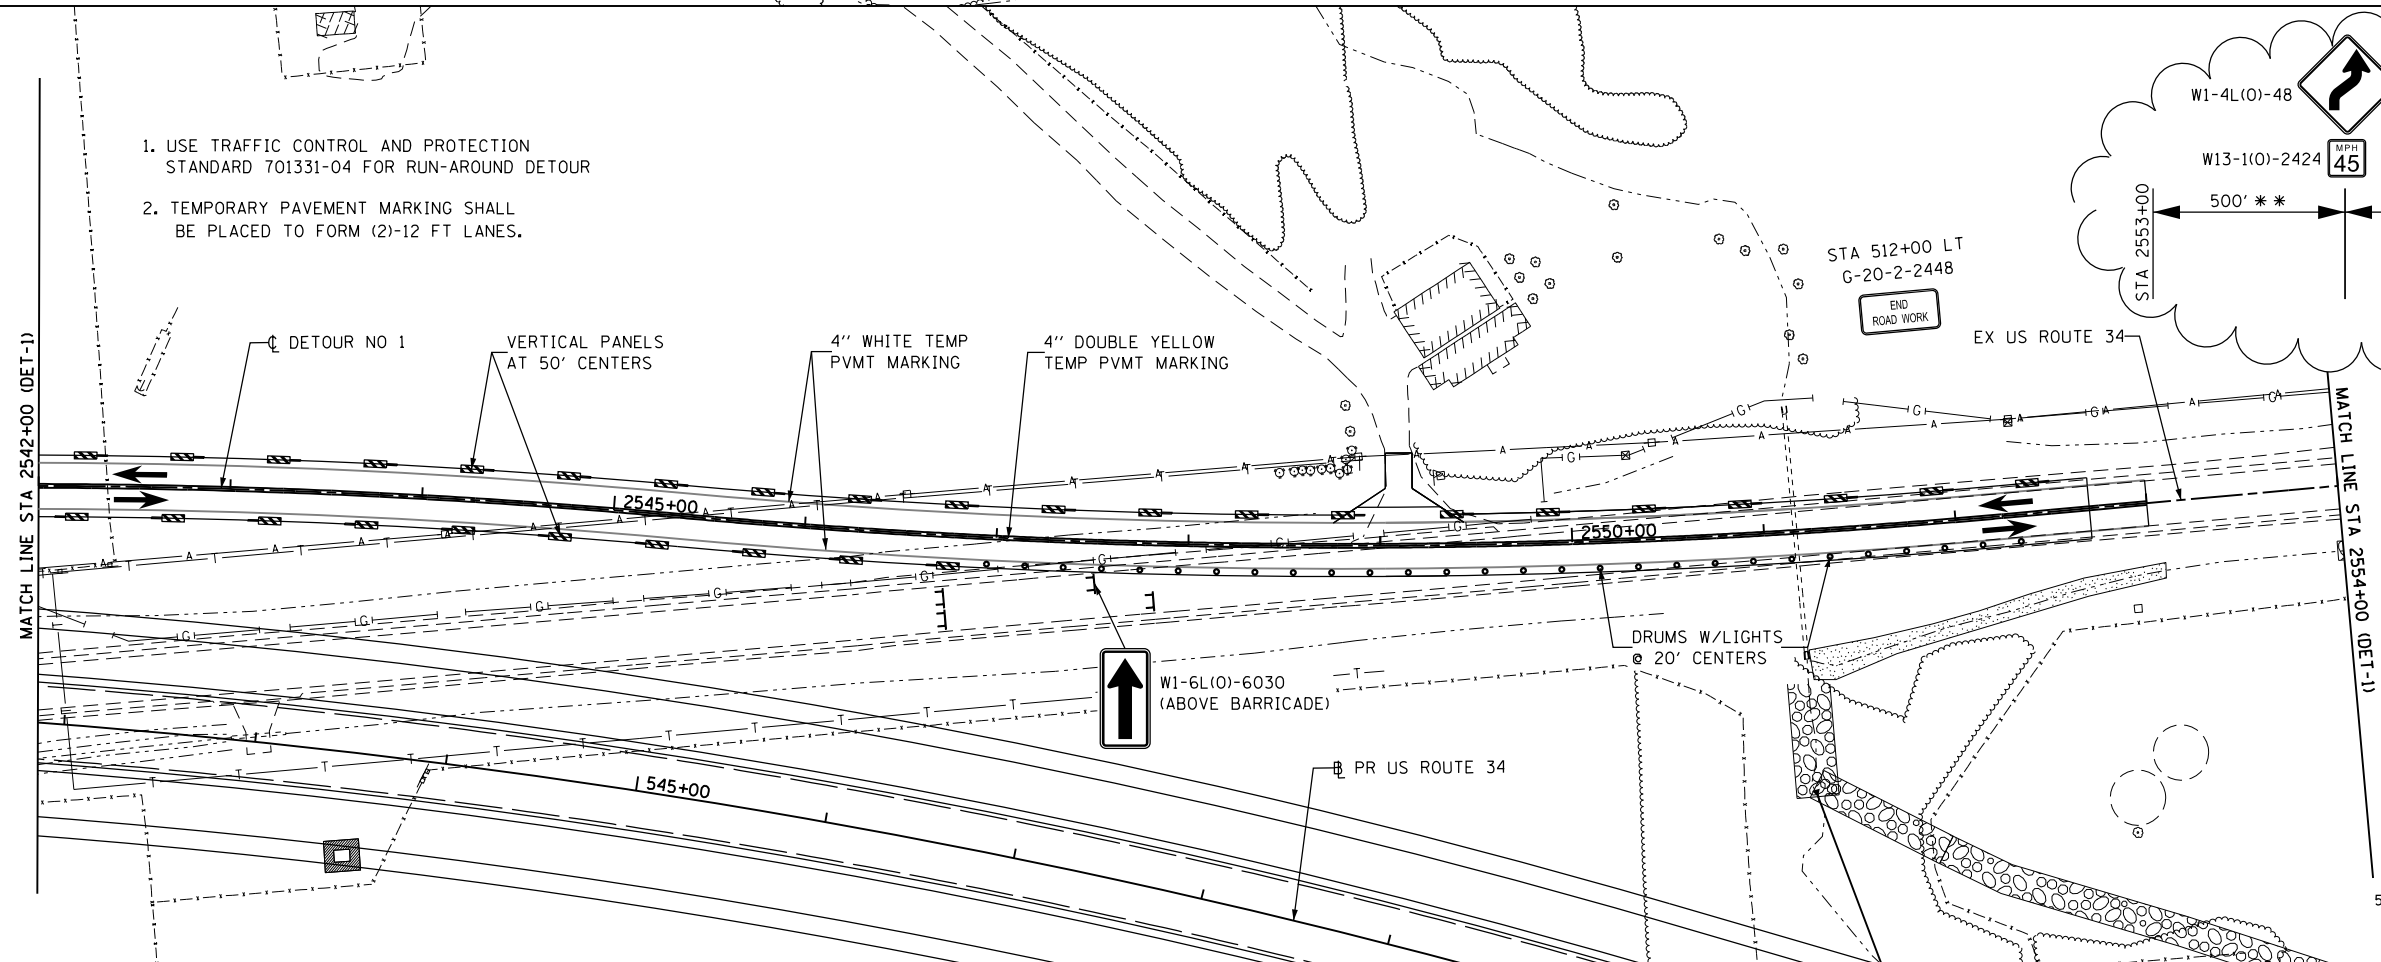 1. USE TRAFFIC CONTROL AND PROTECTION
STANDARD 701331-04 FOR RUN-AROUND DETOUR
2. TEMPORARY PAVEMENT MARKING SHALL
BE PLACED TO FORM (2)-12 FT LANES.
W1-4L(O)-48
W13-1(O)-2424
MPH
45
STA 2553+00
500' * *
STA 512+00 LT
G-20-2-2448
END
ROAD WORK
EX US ROUTE 34
MATCH LINE STA 2542+00 (DET-1)
℄ DETOUR NO 1
VERTICAL PANELS
AT 50' CENTERS
4'' WHITE TEMP
PVMT MARKING
4'' DOUBLE YELLOW
TEMP PVMT MARKING
2545+00
2550+00
MATCH LINE STA 2554+00 (DET-1)
DRUMS W/LIGHTS
@ 20' CENTERS
W1-6L(O)-6030
(ABOVE BARRICADE)
PR US ROUTE 34
545+00
5